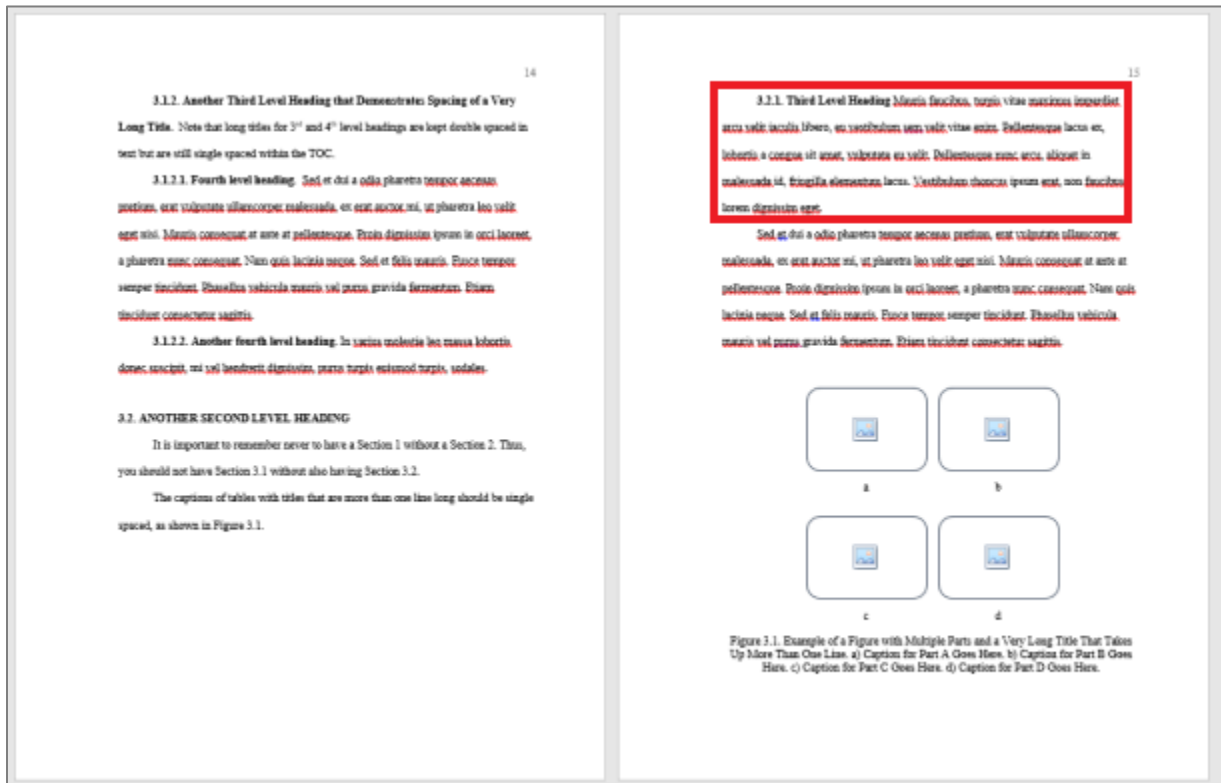 14
3.1.2. Another Third Level Heading that Demonstrates Spacing of a Very
Long Title. Note that long titles for 3rd and 4th level headings are kept double spaced in
text but are still single spaced within the TOC.
3.1.2.1. Fourth level heading. Sed et dui a odio pharetra tempor aecenas
pretium, erat vulputate ullamcorper malesuada, ex erat auctor mi, ut pharetra leo velit
eget nisi. Mauris consequat at ante at pellentesque. Proin dignissim ipsum in orci laoreet,
a pharetra nunc consequat. Nam quis lacinia neque. Sed et felis mauris. Fusce tempor
semper tincidunt. Phasellus vehicula mauris vel purus gravida fermentum. Etiam
tincidunt consectetur sagittis.
3.1.2.2. Another fourth level heading. In varius molestie leo massa lobortis
donec suscipit, mi vel hendrerit dignissim, purus turpis euismod turpis, sodales
3.2. ANOTHER SECOND LEVEL HEADING
It is important to remember never to have a Section 1 without a Section 2. Thus,
you should not have Section 3.1 without also having Section 3.2.
The captions of tables with titles that are more than one line long should be single
spaced, as shown in Figure 3.1.
15
3.2.1. Third Level Heading Mauris faucibus, turpis vitae maximus imperdiet
arcu velit iaculis libero, eu vestibulum sem velit vitae enim. Pellentesque lacus ex,
lobortis a congue sit amet, vulputate eu velit. Pellentesque nunc arcu, aliquet in
malesuada id, fringilla elementum lacus. Vestibulum rhoncus ipsum erat, non faucibus
lorem dignissim eget.
Sed et dui a odio pharetra tempor aecenas pretium, erat vulputate ullamcorper
malesuada, ex erat auctor mi, ut pharetra leo velit eget nisi. Mauris consequat at ante at
pellentesque. Proin dignissim ipsum in orci laoreet, a pharetra nunc consequat. Nam quis
lacinia neque. Sed et felis mauris. Fusce tempor semper tincidunt. Phasellus vehicula
mauris vel purus gravida fermentum. Etiam tincidunt consectetur sagittis.
a b
c d
Figure 3.1. Example of a Figure with Multiple Parts and a Very Long Title That Takes
Up More Than One Line. a) Caption for Part A Goes Here. b) Caption for Part B Goes
Here. c) Caption for Part C Goes Here. d) Caption for Part D Goes Here.